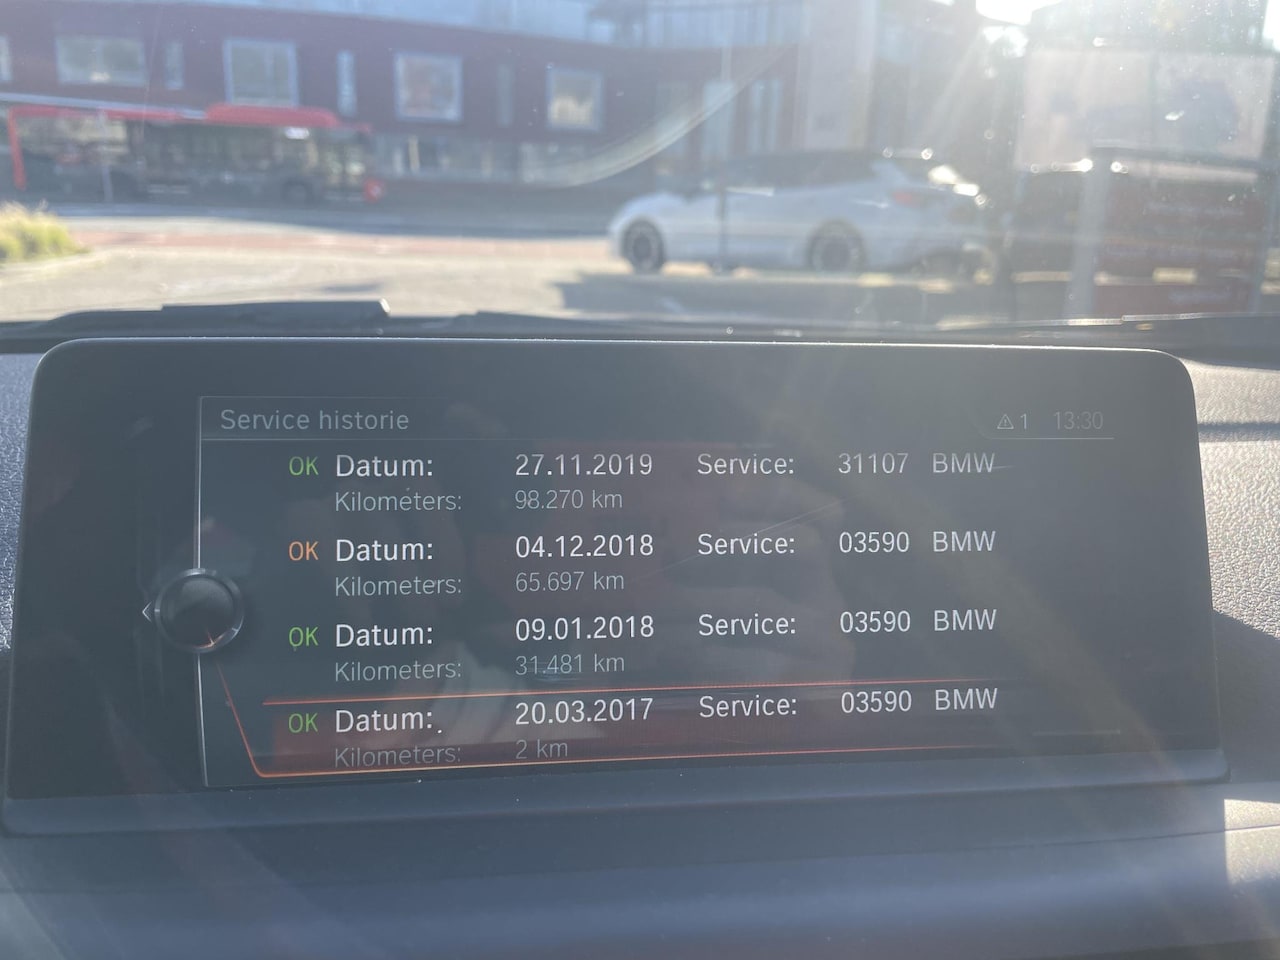 Service historie 1 13:30
OK Datum: 27.11.2019 Service: 31107 BMW
Kilometers: 98.270 km
OK Datum: 04.12.2018 Service: 03590 BMW
Kilometers: 65.697 km
OK Datum: 09.01.2018 Service: 03590 BMW
Kilometers: 31.481 km
OK Datum: 20.03.2017 Service: 03590 BMW
Kilometers: 2 km